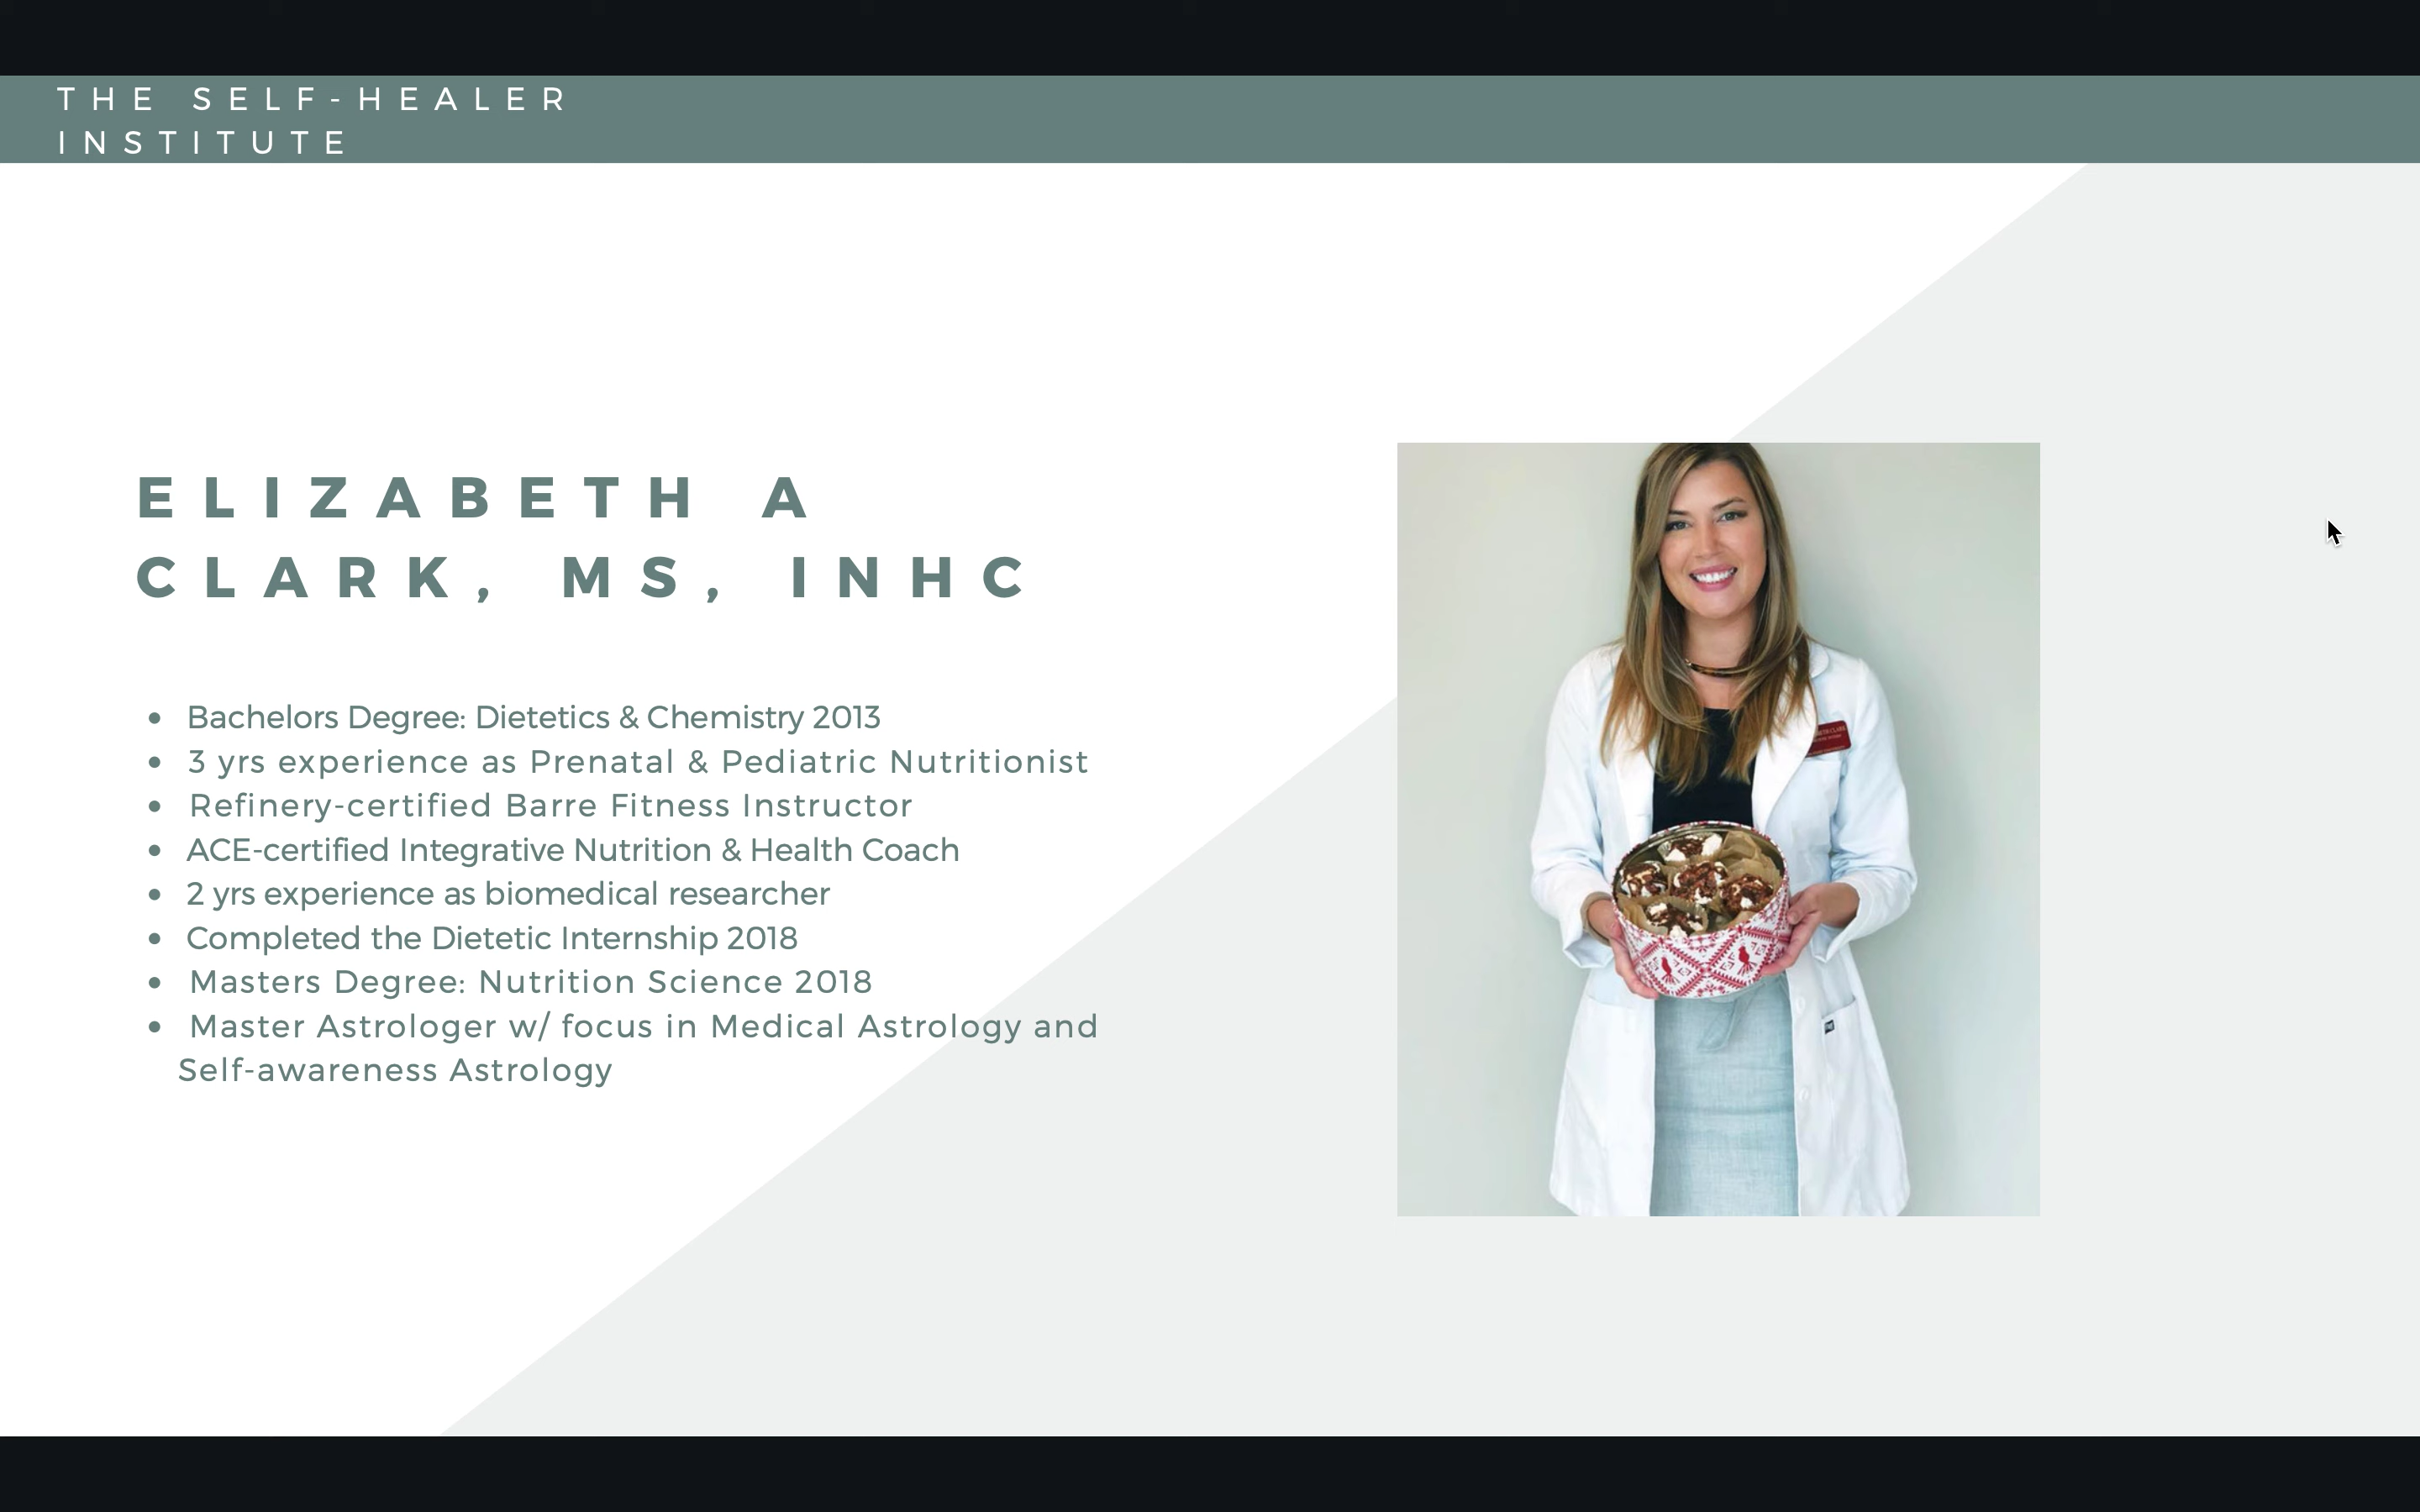 THE SELF-HEALER
INSTITUTE
ELIZABETH A
CLARK, MS, INHC
• Bachelors Degree: Dietetics & Chemistry 2013
• 3 yrs experience as Prenatal & Pediatric Nutritionist
• Refinery-certified Barre Fitness Instructor
• ACE-certified Integrative Nutrition & Health Coach
• 2 yrs experience as biomedical researcher
• Completed the Dietetic Internship 2018
• Masters Degree: Nutrition Science 2018
• Master Astrologer w/ focus in Medical Astrology and
Self-awareness Astrology